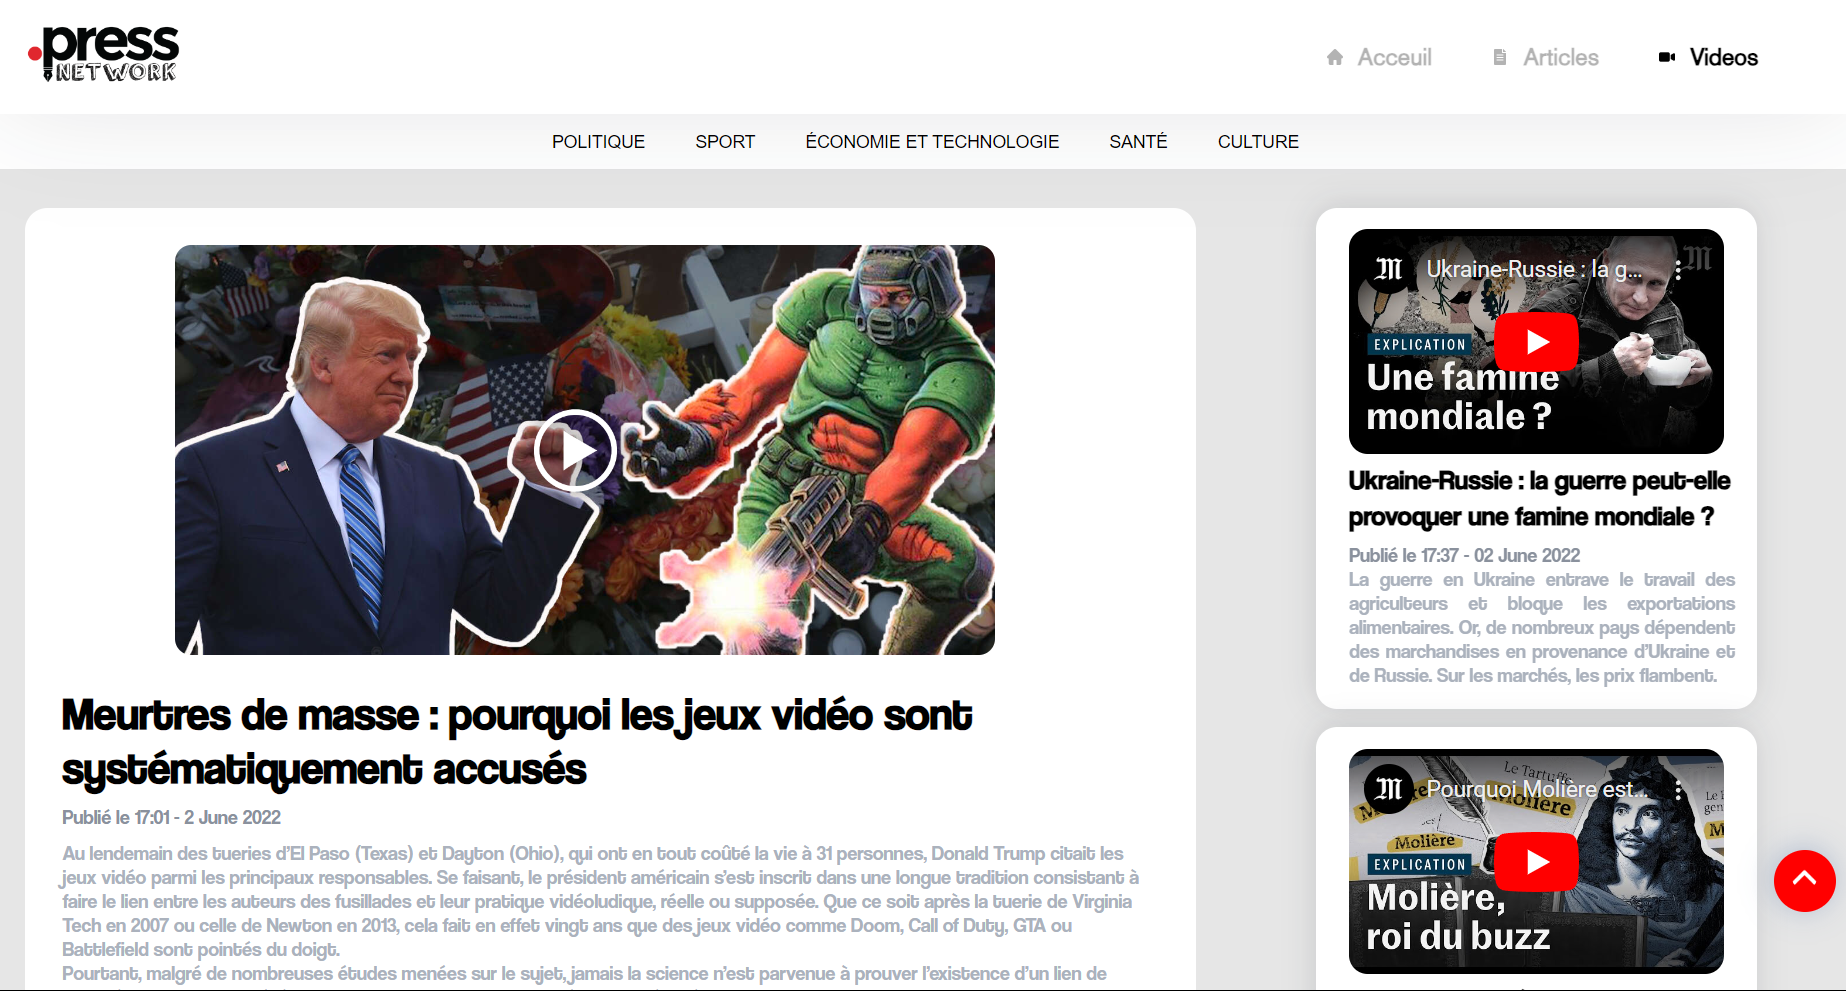 .press
NETWORK
Acceuil
Articles
Videos
POLITIQUE
SPORT
ÉCONOMIE ET TECHNOLOGIE
SANTÉ
CULTURE
Meurtres de masse : pourquoi les jeux vidéo sont
systématiquement accusés
Publié le 17:01 - 2 June 2022
Au lendemain des tueries d'El Paso (Texas) et Dayton (Ohio), qui ont en tout coûté la vie à 31 personnes, Donald Trump citait les
jeux vidéo parmi les principaux responsables. Se faisant, le président américain s'est inscrit dans une longue tradition consistant à
faire le lien entre les auteurs des fusillades et leur pratique vidéoludique, réelle ou supposée. Que ce soit après la tuerie de Virginia
Tech en 2007 ou celle de Newton en 2013, cela fait en effet vingt ans que des jeux vidéo comme Doom, Call of Duty, GTA ou
Battlefield sont pointés du doigt.
Pourtant, malgré de nombreuses études menées sur le sujet, jamais la science n'est parvenue à prouver l'existence d'un lien de
M
Ukraine-Russie : la g...
M
EXPLICATION
Une famine
mondiale ?
Ukraine-Russie : la guerre peut-elle
provoquer une famine mondiale ?
Publié le 17:37 - 02 June 2022
La guerre en Ukraine entrave le travail des
agriculteurs et bloque les exportations
alimentaires. Or, de nombreux pays dépendent
des marchandises en provenance d'Ukraine et
de Russie. Sur les marchés, les prix flambent.
Le Tartuffe
M
Pourquoi Molière est...
Molière
Molière
EXPLICATION
Molière,
roi du buzz